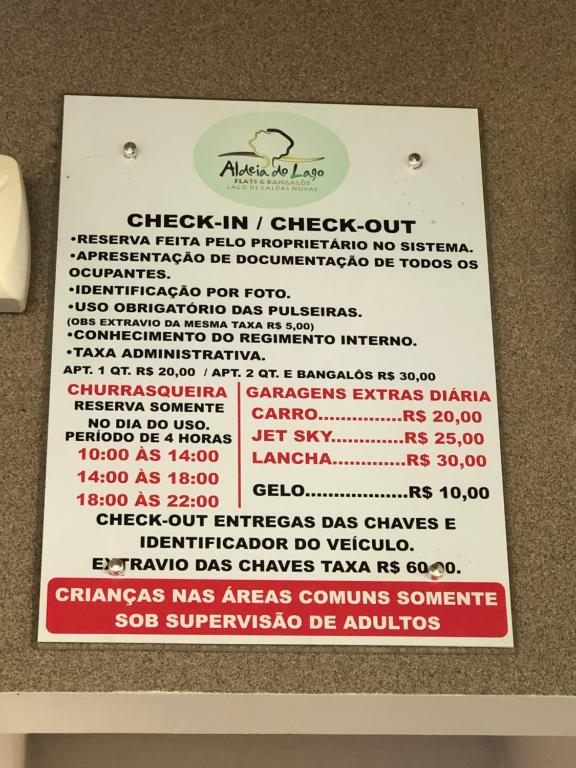 Aldeia do Lago
FLATS & BANGALÔS
LAGO DE CALDAS NOVAS
CHECK-IN / CHECK-OUT
•RESERVA FEITA PELO PROPRIETÁRIO NO SISTEMA.
•APRESENTAÇÃO DE DOCUMENTAÇÃO DE TODOS OS
OCUPANTES.
•IDENTIFICAÇÃO POR FOTO.
•USO OBRIGATÓRIO DAS PULSEIRAS.
(OBS EXTRAVIO DA MESMA TAXA R$ 5,00)
•CONHECIMENTO DO REGIMENTO INTERNO.
•TAXA ADMINISTRATIVA.
APT. 1 QT. R$ 20,00 / APT. 2 QT. E BANGALÔS R$ 30,00
CHURRASQUEIRA
RESERVA SOMENTE
NO DIA DO USO.
PERÍODO DE 4 HORAS
10:00 ÀS 14:00
14:00 ÀS 18:00
18:00 ÀS 22:00
GARAGENS EXTRAS DIÁRIA
CARRO...............R$ 20,00
JET SKY.............R$ 25,00
LANCHA..............R$ 30,00
GELO..................R$ 10,00
CHECK-OUT ENTREGAS DAS CHAVES E
IDENTIFICADOR DO VEÍCULO.
EXTRAVIO DAS CHAVES TAXA R$ 60,00.
CRIANÇAS NAS ÁREAS COMUNS SOMENTE
SOB SUPERVISÃO DE ADULTOS